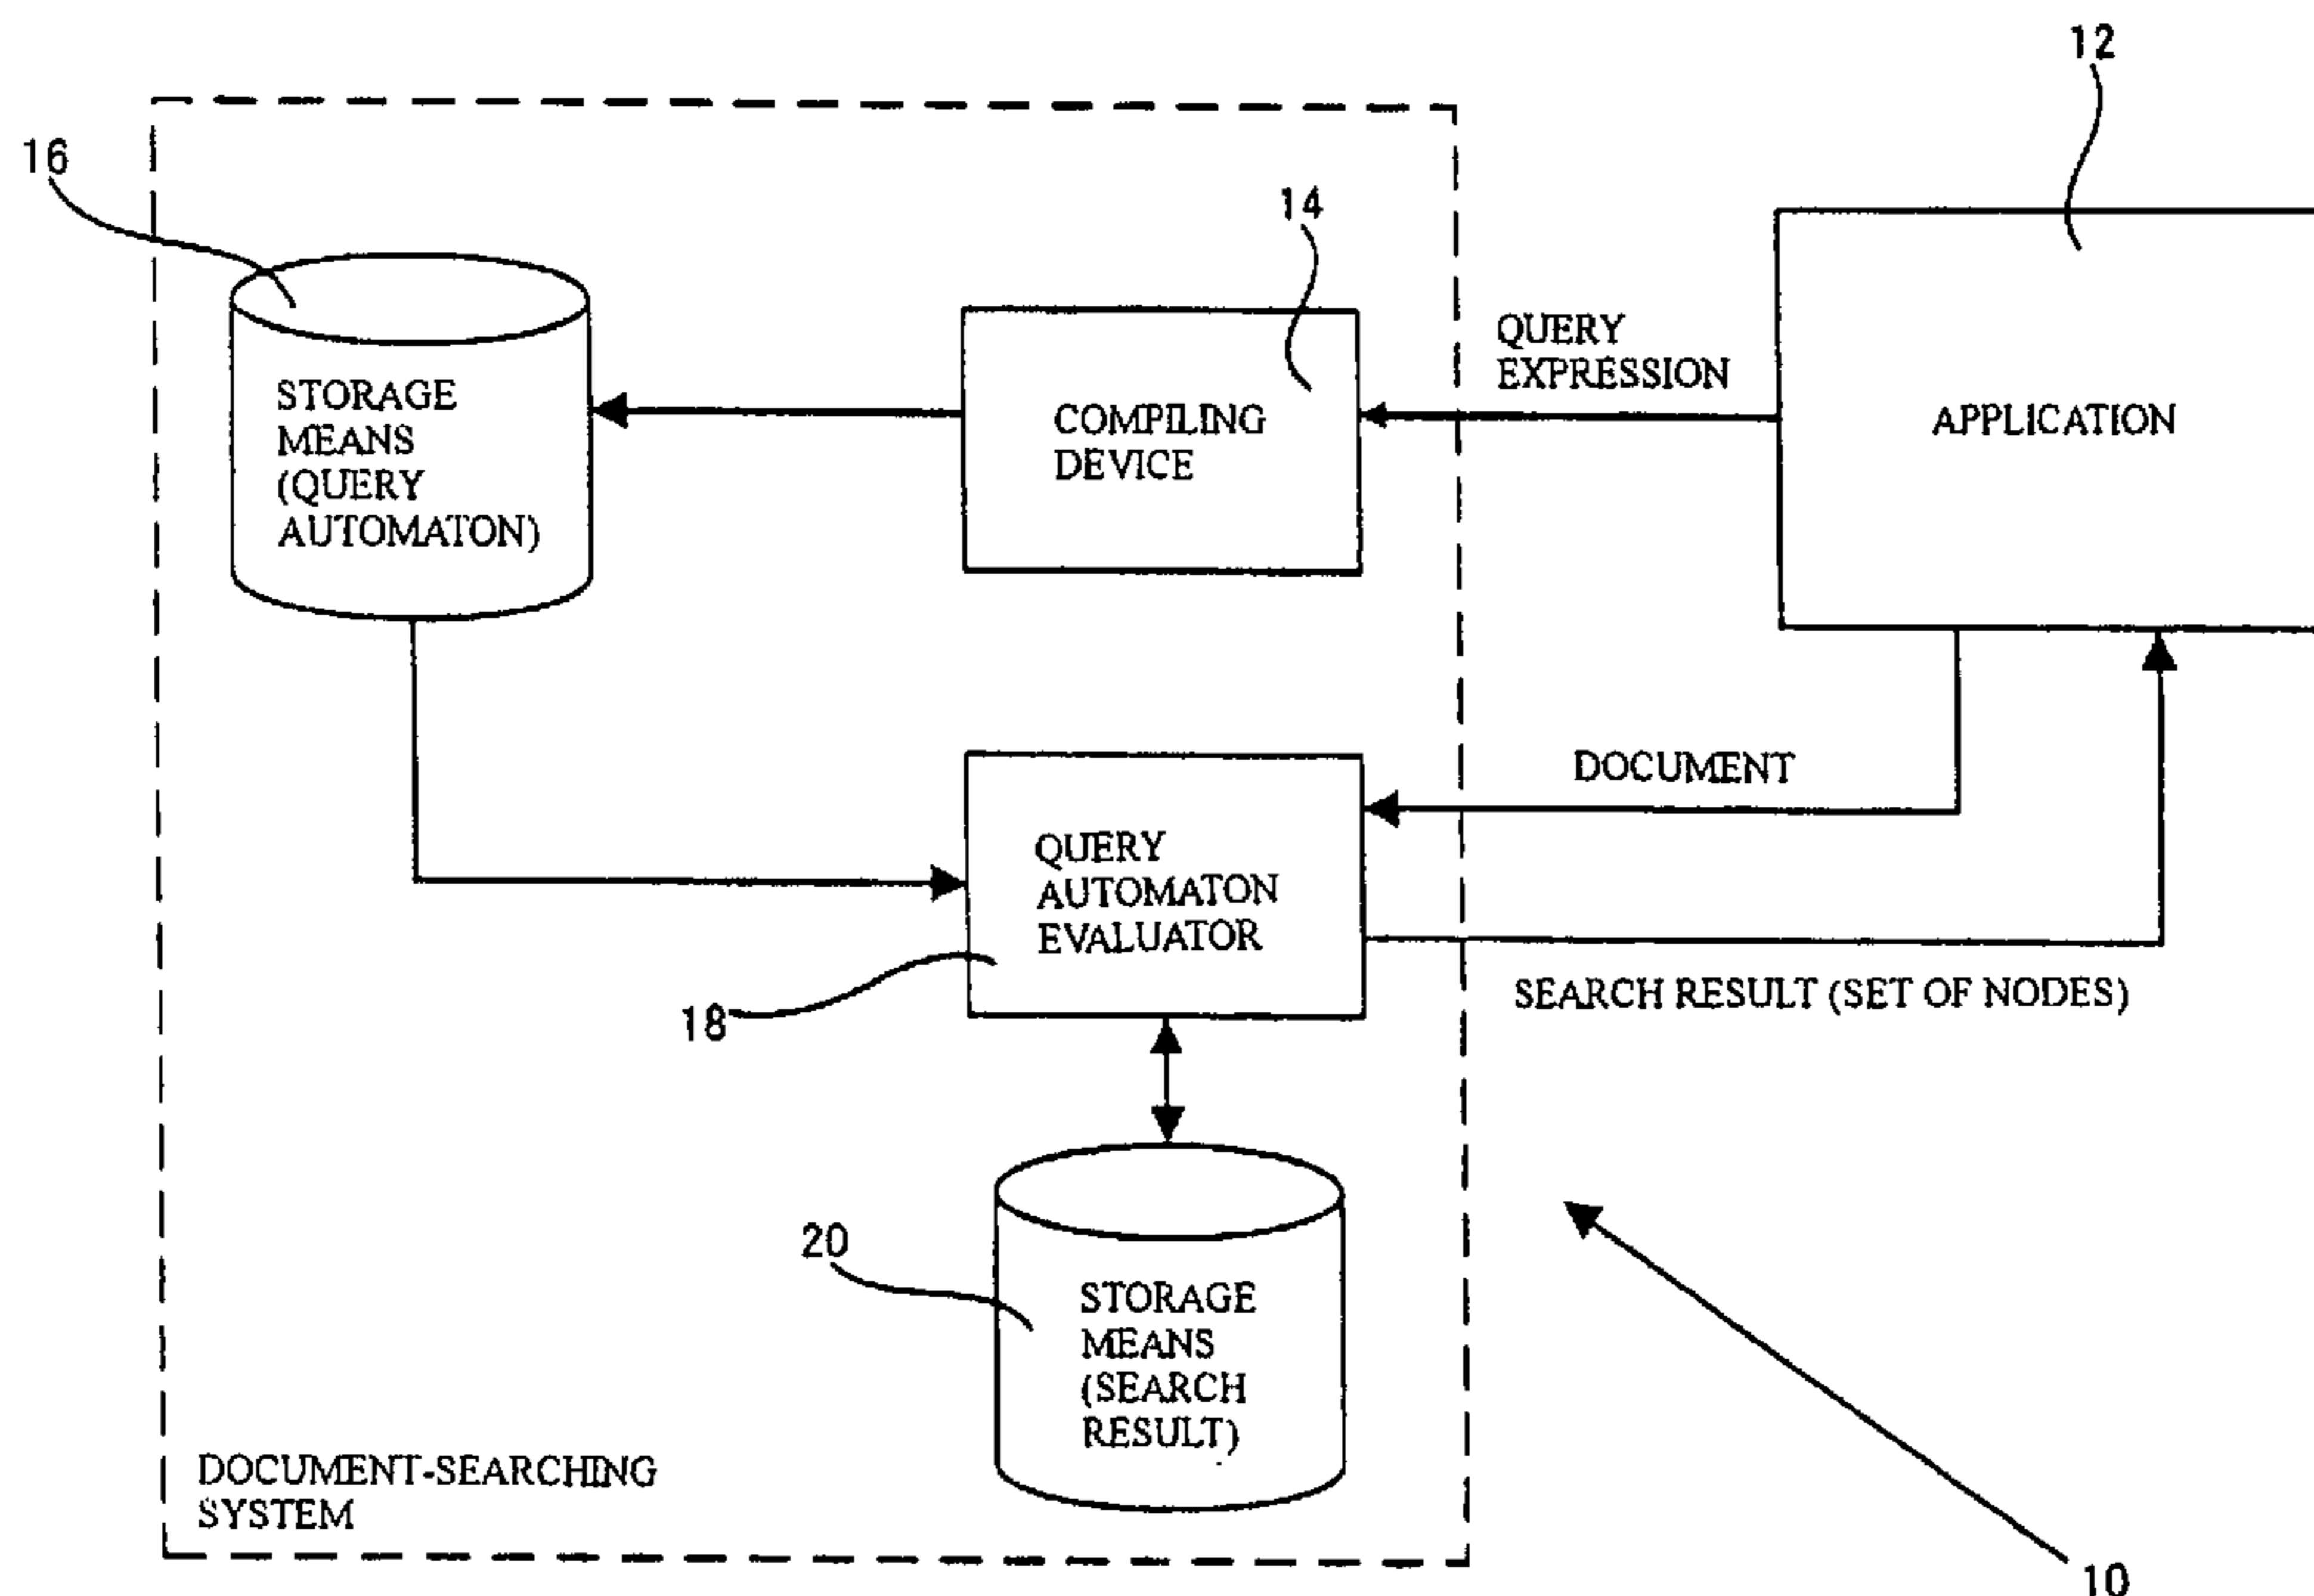 12
16
14
STORAGE
MEANS
(QUERY
AUTOMATON)
COMPILING
DEVICE
QUERY
EXPRESSION
APPLICATION
DOCUMENT
QUERY
AUTOMATON
EVALUATOR
18
SEARCH RESULT (SET OF NODES)
20
STORAGE
MEANS
(SEARCH
RESULT)
DOCUMENT-SEARCHING
SYSTEM
10